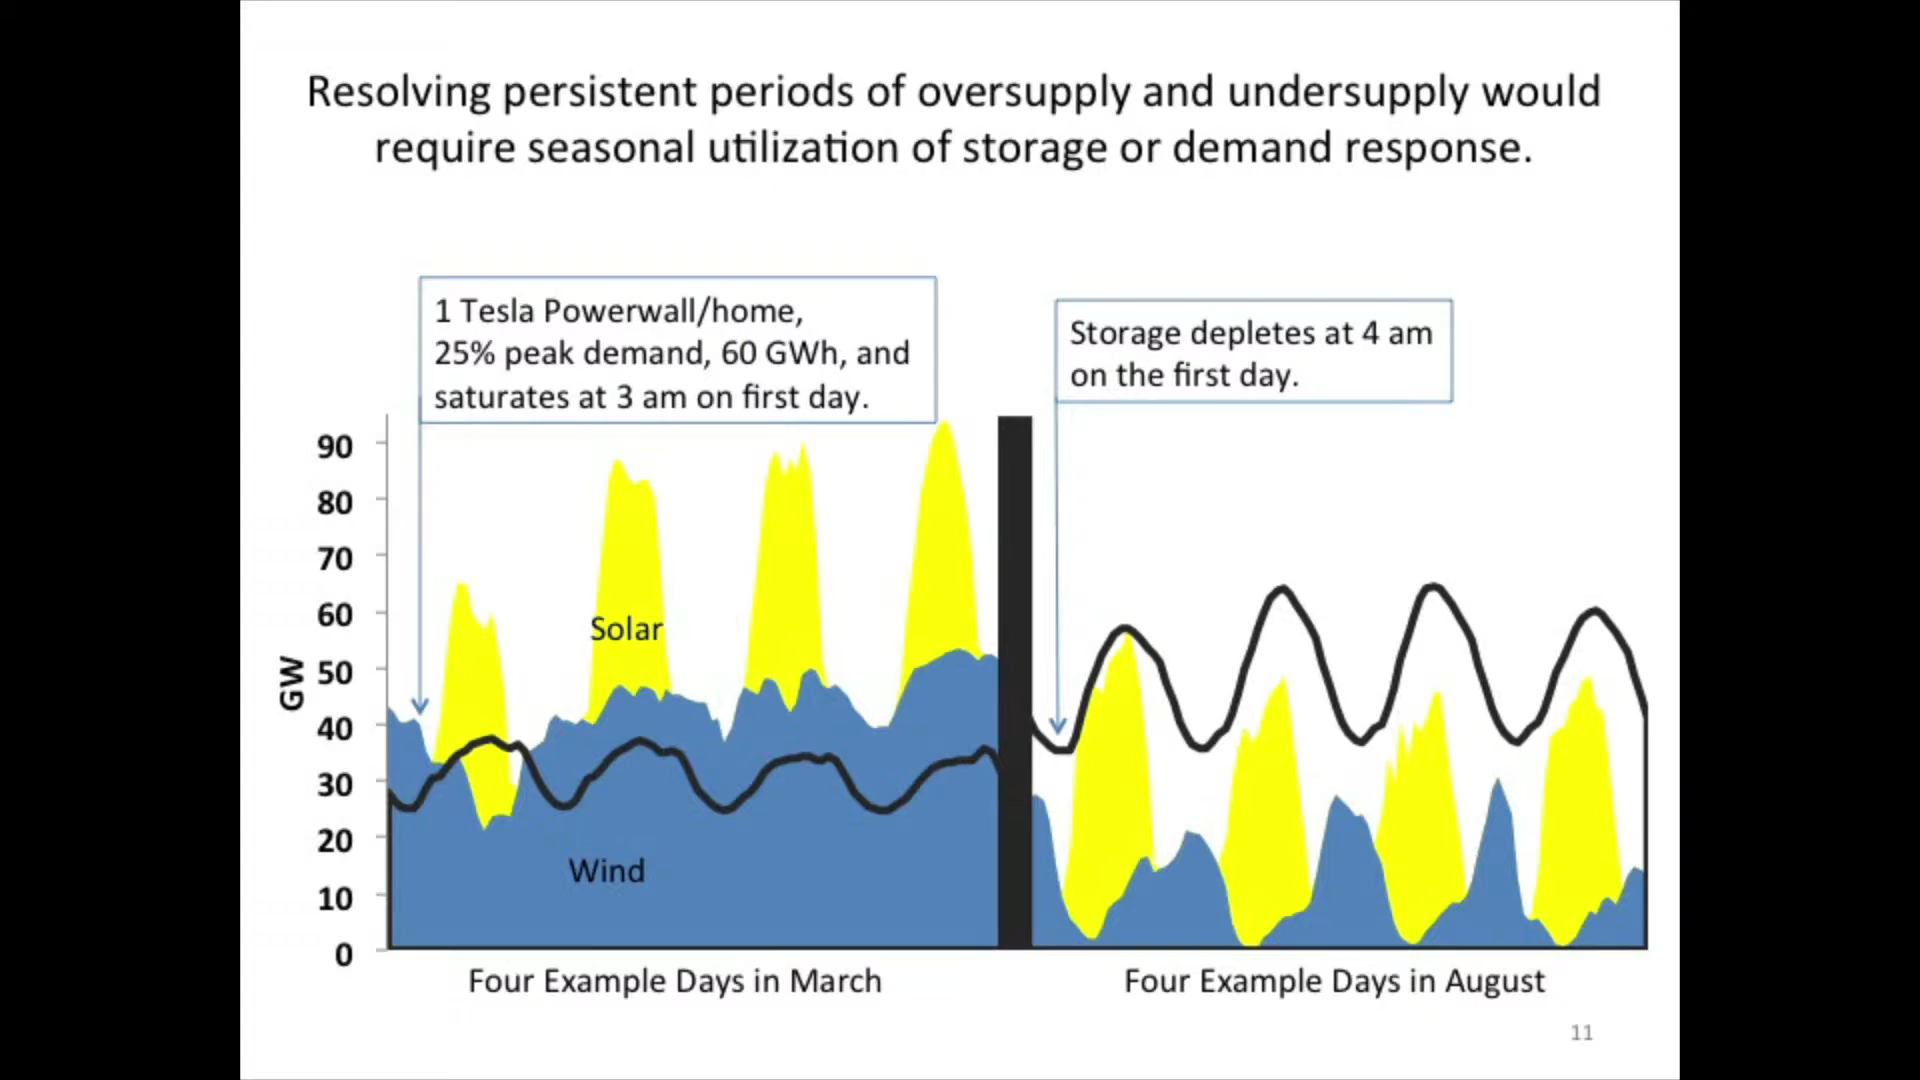 Resolving persistent periods of oversupply and undersupply would
require seasonal utilization of storage or demand response.
1 Tesla Powerwall/home,
25% peak demand, 60 GWh, and
saturates at 3 am on first day.
Storage depletes at 4 am
on the first day.
90
80
70
60
50
40
30
20
10
0
GW
Solar
Wind
Four Example Days in March
Four Example Days in August
11